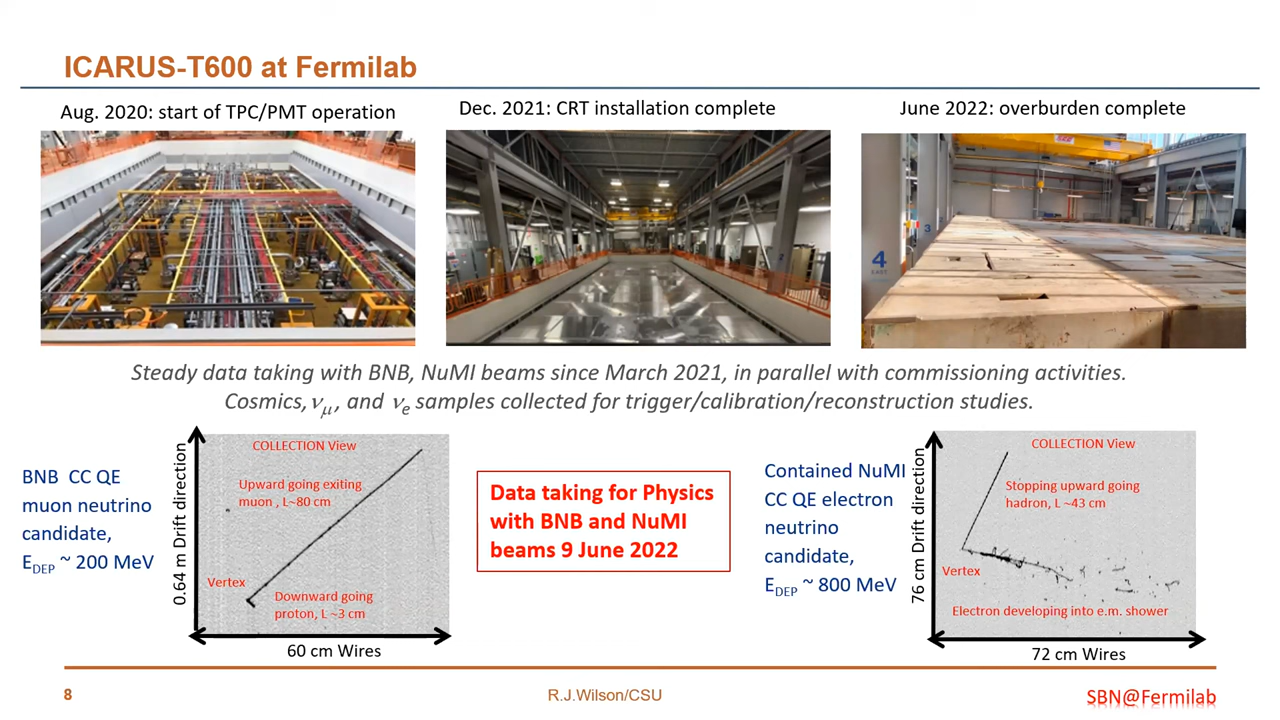 ICARUS-T600 at Fermilab
Aug. 2020: start of TPC/PMT operation
Dec. 2021: CRT installation complete
June 2022: overburden complete
4
EAST
3
Steady data taking with BNB, NuMI beams since March 2021, in parallel with commissioning activities.
Cosmics, νμ, and νe samples collected for trigger/calibration/reconstruction studies.
BNB CC QE
muon neutrino
candidate,
EDEP ~ 200 MeV
0.64 m Drift direction
COLLECTION View
Upward going exiting
muon , L~80 cm
Vertex
Downward going
proton, L ~3 cm
60 cm Wires
Data taking for Physics
with BNB and NuMI
beams 9 June 2022
Contained NuMI
CC QE electron
neutrino
candidate,
EDEP ~ 800 MeV
76 cm Drift direction
COLLECTION View
Stopping upward going
hadron, L ~43 cm
Vertex
Electron developing into e.m. shower
72 cm Wires
8
R.J.Wilson/CSU
SBN@Fermilab